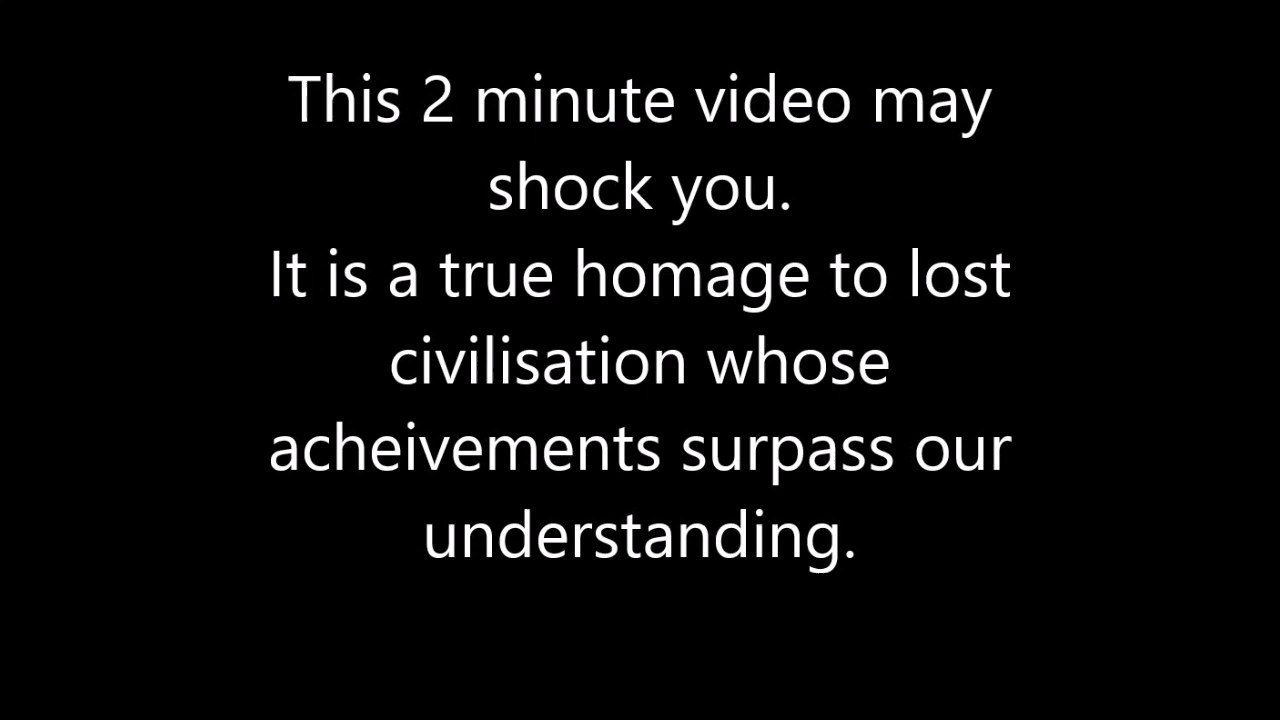 This 2 minute video may
shock you.
It is a true homage to lost
civilisation whose
acheivements surpass our
understanding.